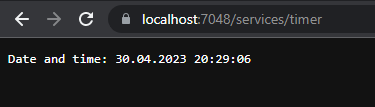 localhost:7048/services/timer
Date and time: 30.04.2023 20:29:06